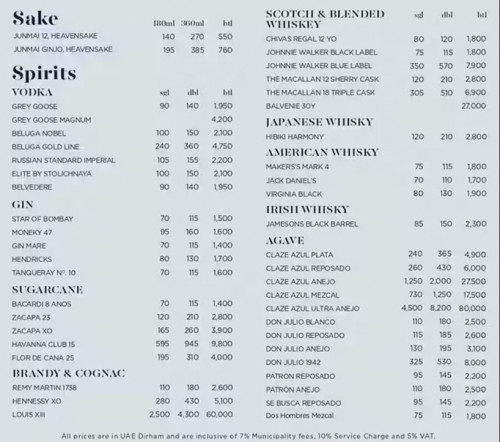 Sake 180ml 360ml btl
JUNMAI 12, HEAVENSAKE 140 270 550
JUNMAI GINJO, HEAVENSAKE 195 385 760
Spirits
VODKA sgl dbl btl
GREY GOOSE 90 140 1,950
GREY GOOSE MAGNUM 4,200
BELUGA NOBEL 100 150 2,100
BELUGA GOLD LINE 240 360 4,750
RUSSIAN STANDARD IMPERIAL 105 155 2,200
ELITE BY STOLICHNAYA 100 150 2,100
BELVEDERE 90 140 1,950
GIN
STAR OF BOMBAY 70 115 1,500
MONEKY 47 95 160 1,600
GIN MARE 70 115 1,400
HENDRICKS 80 130 1,700
TANQUERAY Nº. 10 70 115 1,600
SUGARCANE
BACARDI 8 ANOS 70 115 1,400
ZACAPA 23 120 210 2,800
ZACAPA XO 165 260 3,900
HAVANNA CLUB 15 595 945 9,800
FLOR DE CANA 25 195 310 4,000
BRANDY & COGNAC
REMY MARTIN 1738 110 180 2,600
HENNESSY XO 280 430 5,100
LOUIS XIII 2,500 4,300 60,000
SCOTCH & BLENDED
WHISKEY sgl dbl btl
CHIVAS REGAL 12 YO 80 120 1,800
JOHNNIE WALKER BLACK LABEL 75 115 1,800
JOHNNIE WALKER BLUE LABEL 350 570 7,900
THE MACALLAN 12 SHERRY CASK 120 210 2,800
THE MACALLAN 18 TRIPLE CASK 305 510 6,900
BALVENIE 30Y 27,000
JAPANESE WHISKY
HIBIKI HARMONY 120 210 2,800
AMERICAN WHISKY
MAKERS'S MARK 4 75 115 1,800
JACK DANIEL'S 70 110 1,700
VIRGINIA BLACK 80 130 1,900
IRISH WHISKY
JAMESONS BLACK BARREL 85 150 2,300
AGAVE
CLAZE AZUL PLATA 240 365 4,900
CLAZE AZUL REPOSADO 260 430 6,000
CLAZE AZUL ANEJO 1,250 2,000 27,500
CLAZE AZUL MEZCAL 730 1,250 17,500
CLAZE AZUL ULTRA ANEJO 4,500 8,200 80,000
DON JULIO BLANCO 110 180 2,500
DON JULIO REPOSADO 115 185 2,600
DON JULIO ANEJO 130 195 3,100
DON JULIO 1942 325 530 8,000
PATRON REPOSADO 95 145 2,200
PATRON ANEJO 110 180 2,500
SE BUSCA REPOSADO 95 145 2,200
Dos Hombres Mezcal 75 115 1,800
All prices are in UAE Dirham and are inclusive of 7% Municipality fees, 10% Service Charge and 5% VAT.